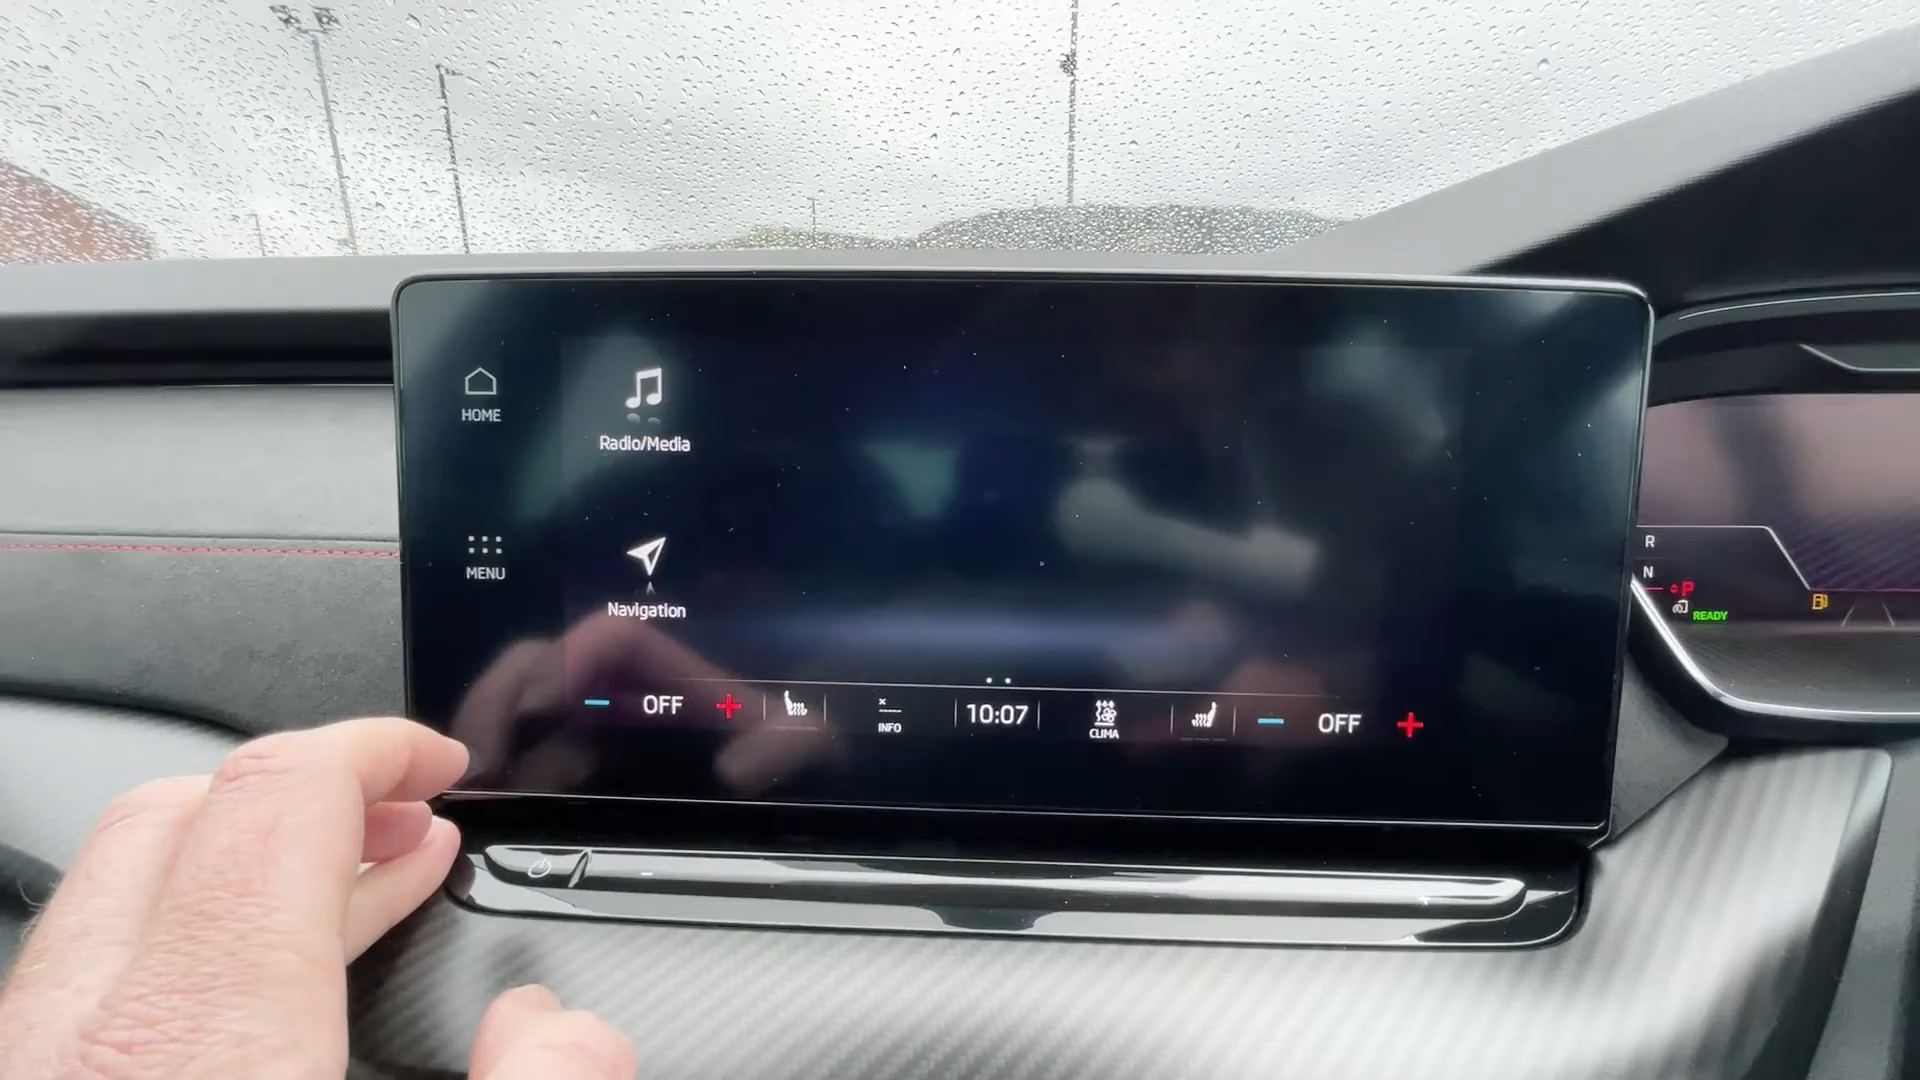 HOME
Radio/Media
MENU
Navigation
OFF
INFO
10:07
CLIMA
OFF
R
N
P
READY